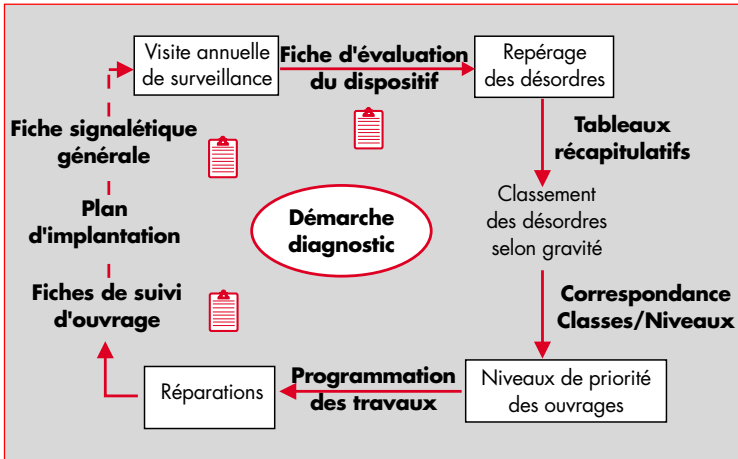 Visite annuelle
de surveillance
Fiche d'évaluation
du dispositif
Repérage
des désordres
Fiche signalétique
générale
Tableaux
récapitulatifs
Plan
d'implantation
Démarche
diagnostic
Classement
des désordres
selon gravité
Fiches de suivi
d'ouvrage
Correspondance
Classes/Niveaux
Réparations
Programmation
des travaux
Niveaux de priorité
des ouvrages